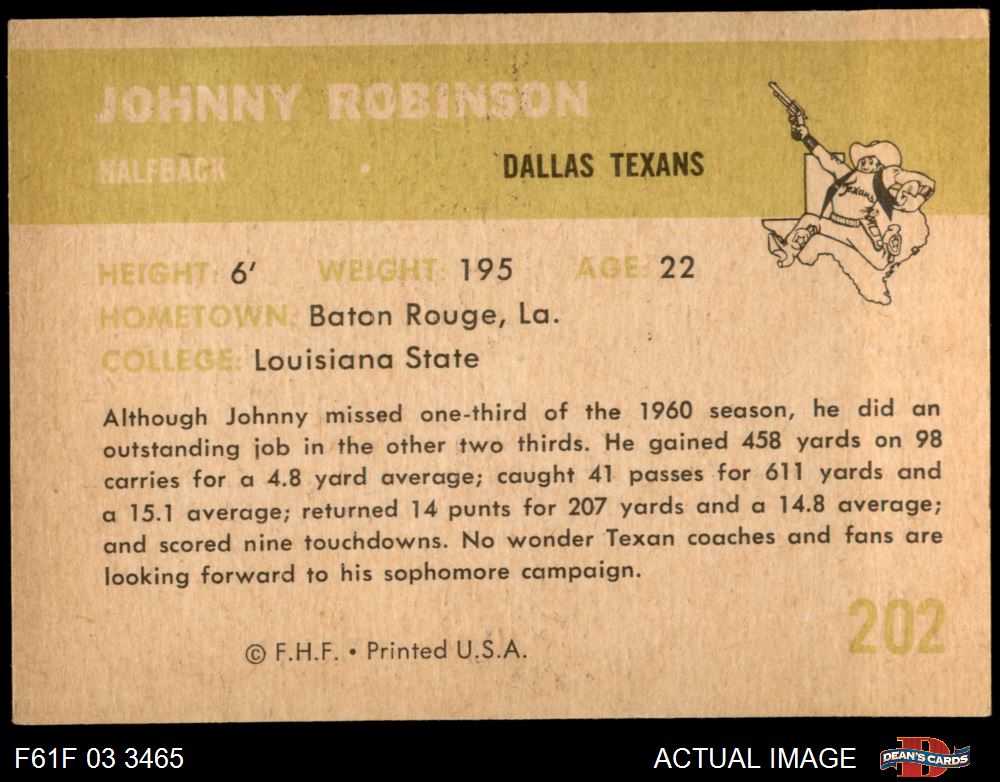 JOHNNY ROBINSON
HALFBACK • DALLAS TEXANS
Texans
HEIGHT: 6' WEIGHT: 195 AGE: 22
HOMETOWN: Baton Rouge, La.
COLLEGE: Louisiana State
Although Johnny missed one-third of the 1960 season, he did an
outstanding job in the other two thirds. He gained 458 yards on 98
carries for a 4.8 yard average; caught 41 passes for 611 yards and
a 15.1 average; returned 14 punts for 207 yards and a 14.8 average;
and scored nine touchdowns. No wonder Texan coaches and fans are
looking forward to his sophomore campaign.
202
© F.H.F. • Printed U.S.A.
F61F 03 3465 ACTUAL IMAGE DEAN'S CARDS